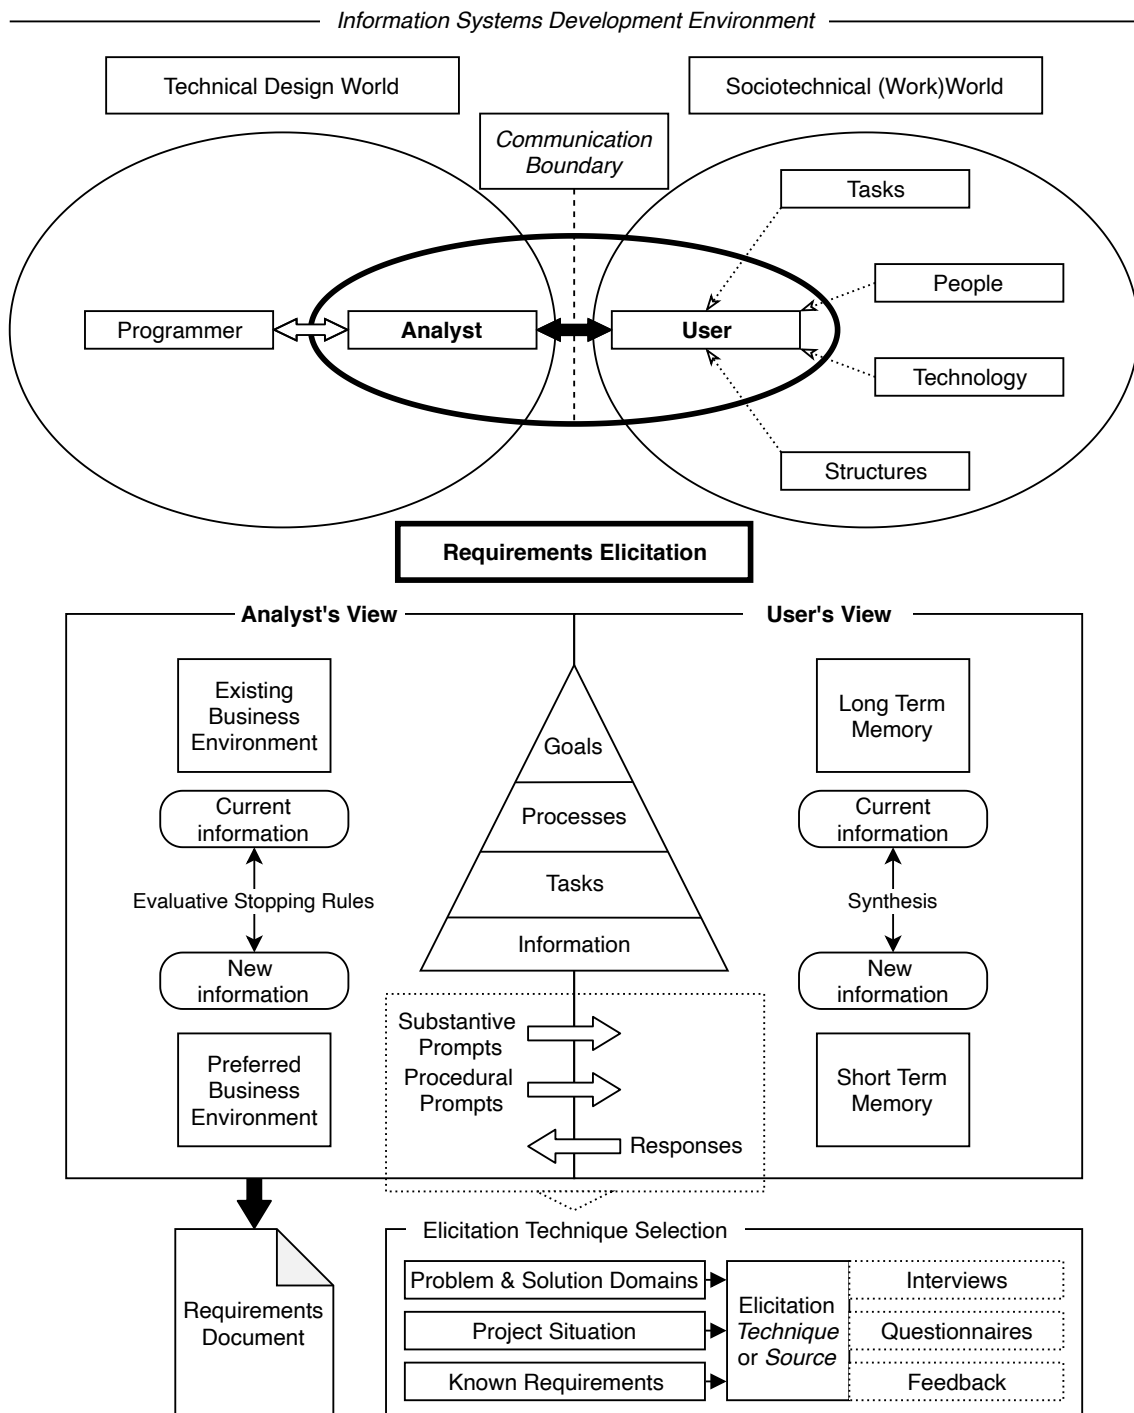 Information Systems Development Environment
Technical Design World
Sociotechnical (Work)World
Communication
Boundary
Tasks
People
Programmer
Analyst
User
Technology
Structures
Requirements Elicitation
Analyst's View
User's View
Existing
Business
Environment
Long Term
Memory
Goals
Current
information
Processes
Current
information
Evaluative Stopping Rules
Tasks
Synthesis
New
information
Information
New
information
Substantive
Prompts
Preferred
Business
Environment
Procedural
Prompts
Short Term
Memory
Responses
Elicitation Technique Selection
Requirements
Document
Problem & Solution Domains
Project Situation
Known Requirements
Elicitation
Technique
or Source
Interviews
Questionnaires
Feedback